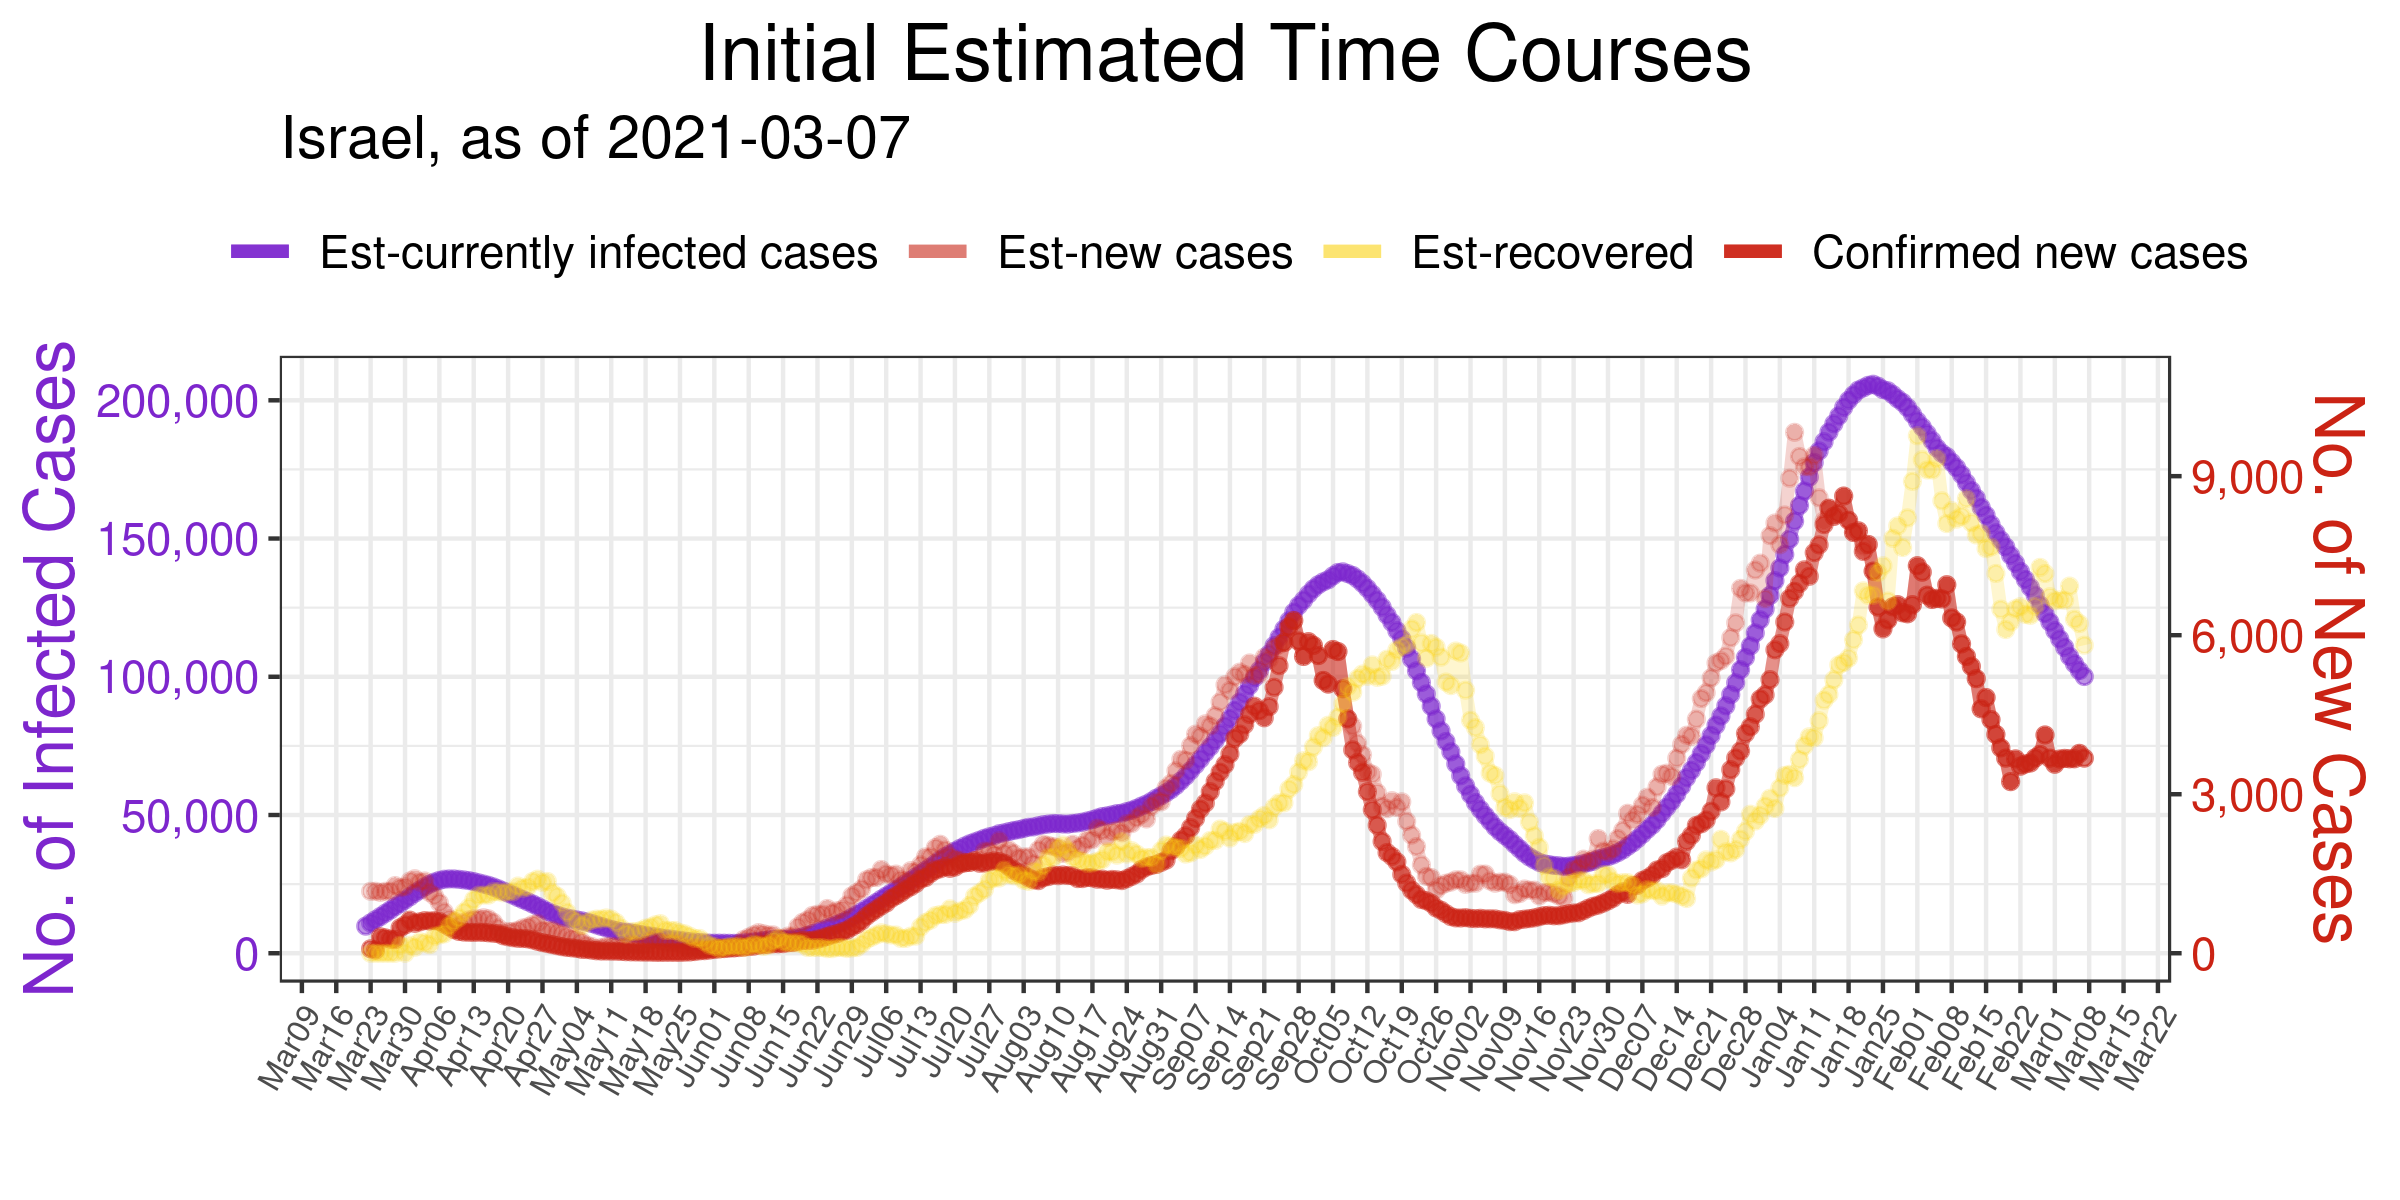 Initial Estimated Time Courses
Israel, as of 2021-03-07
Est-currently infected cases Est-new cases Est-recovered Confirmed new cases
No. of Infected Cases
200,000
150,000
100,000
50,000
0
No. of New Cases
9,000
6,000
3,000
0
Mar09 Mar16 Mar23 Mar30 Apr06 Apr13 Apr20 Apr27 May04 May11 May18 May25 Jun01 Jun08 Jun15 Jun22 Jun29 Jul06 Jul13 Jul20 Jul27 Aug03 Aug10 Aug17 Aug24 Aug31 Sep07 Sep14 Sep21 Sep28 Oct05 Oct12 Oct19 Oct26 Nov02 Nov09 Nov16 Nov23 Nov30 Dec07 Dec14 Dec21 Dec28 Jan04 Jan11 Jan18 Jan25 Feb01 Feb08 Feb15 Feb22 Mar01 Mar08 Mar15 Mar22